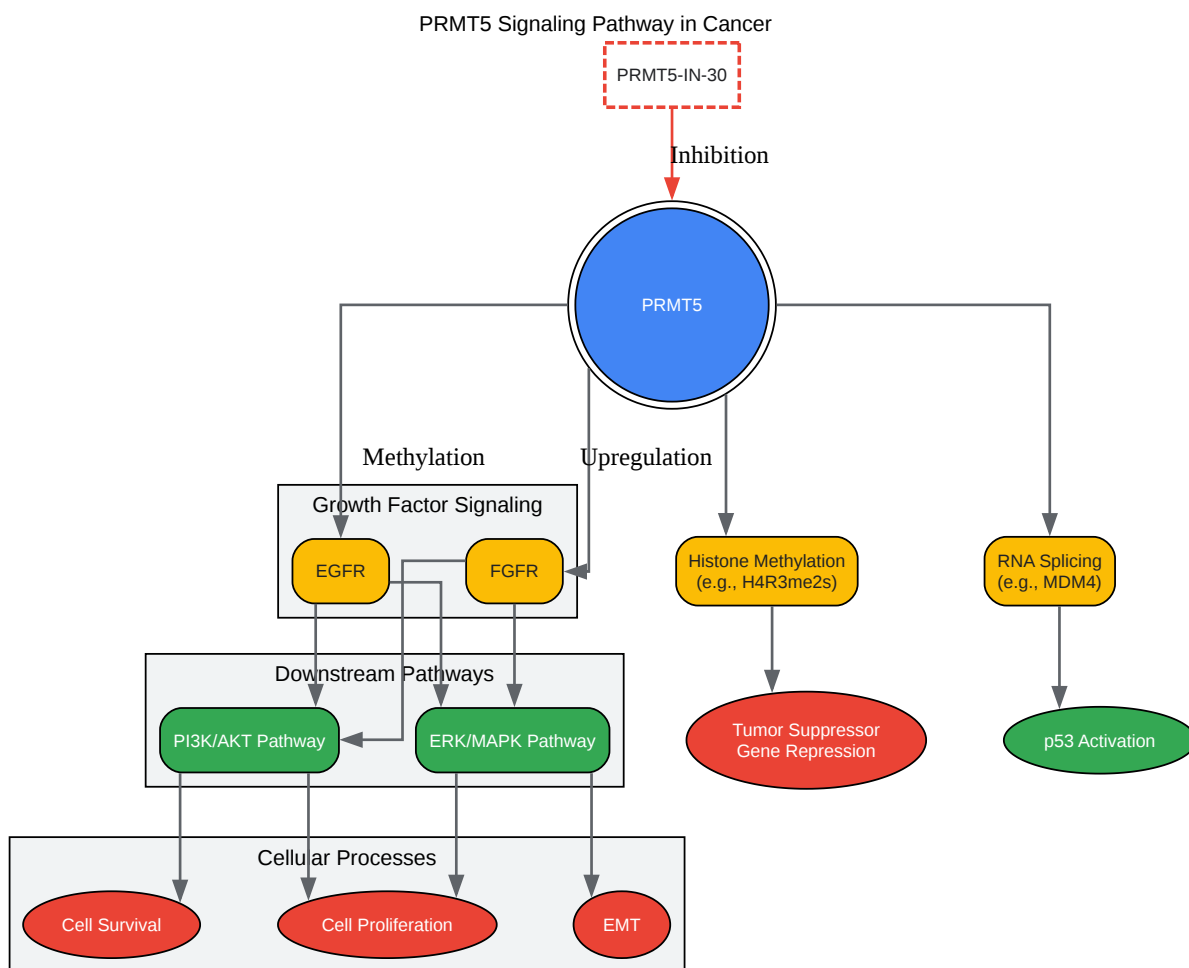 PRMT5 Signaling Pathway in Cancer
PRMT5-IN-30
Inhibition
PRMT5
Methylation
Upregulation
Growth Factor Signaling
EGFR
FGFR
Histone Methylation
(e.g., H4R3me2s)
RNA Splicing
(e.g., MDM4)
Downstream Pathways
PI3K/AKT Pathway
ERK/MAPK Pathway
Tumor Suppressor
Gene Repression
p53 Activation
Cellular Processes
Cell Survival
Cell Proliferation
EMT